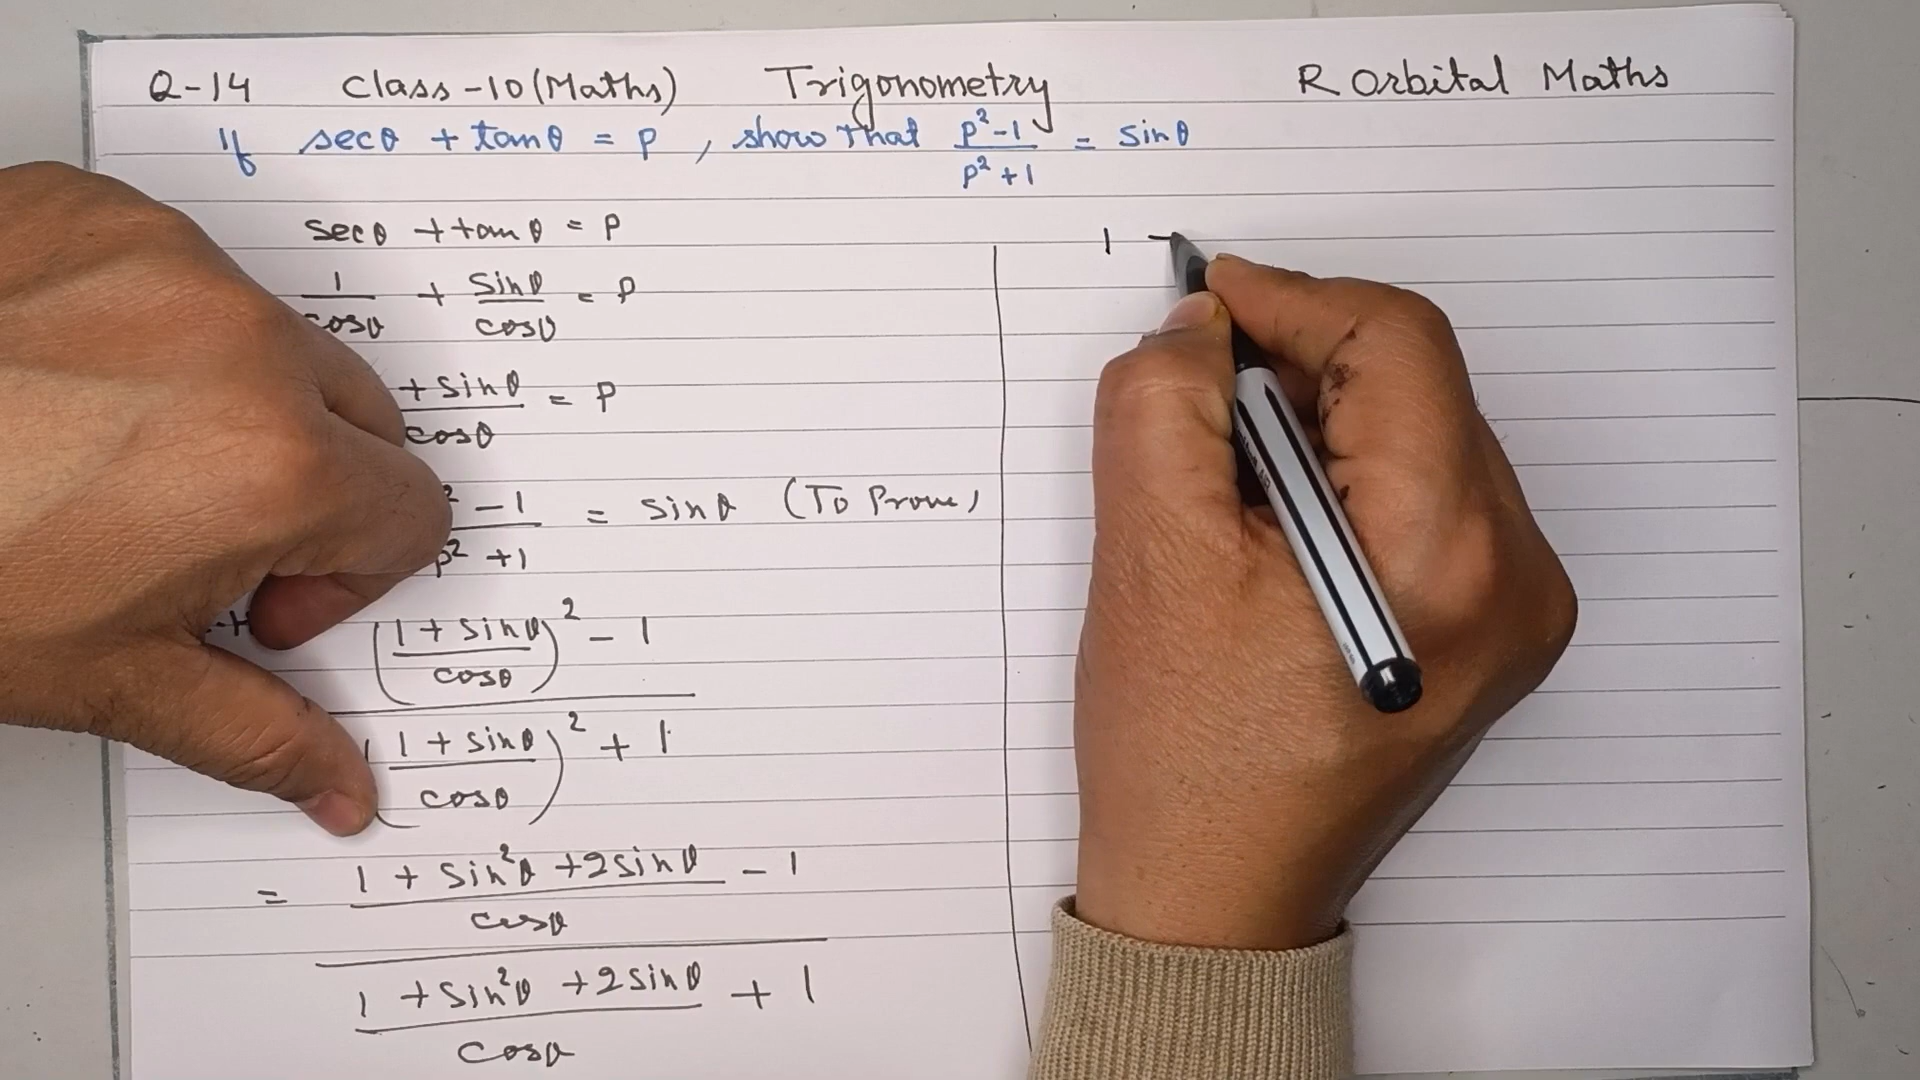 Q-14 Class-10 (Maths) Trigonometry R Orbital Maths
If secθ + tanθ = p , show that p²-1 / p²+1 = sinθ
secθ + tanθ = p
1/cosθ + sinθ/cosθ = p
+ sinθ / cosθ = p
² - 1 / p² + 1 = sinθ (To Prove)
(1 + sinθ / cosθ)² - 1
(1 + sinθ / cosθ)² + 1
= 1 + sin²θ + 2sinθ / cosθ - 1
1 + sin²θ + 2sinθ / cosθ + 1
1 -